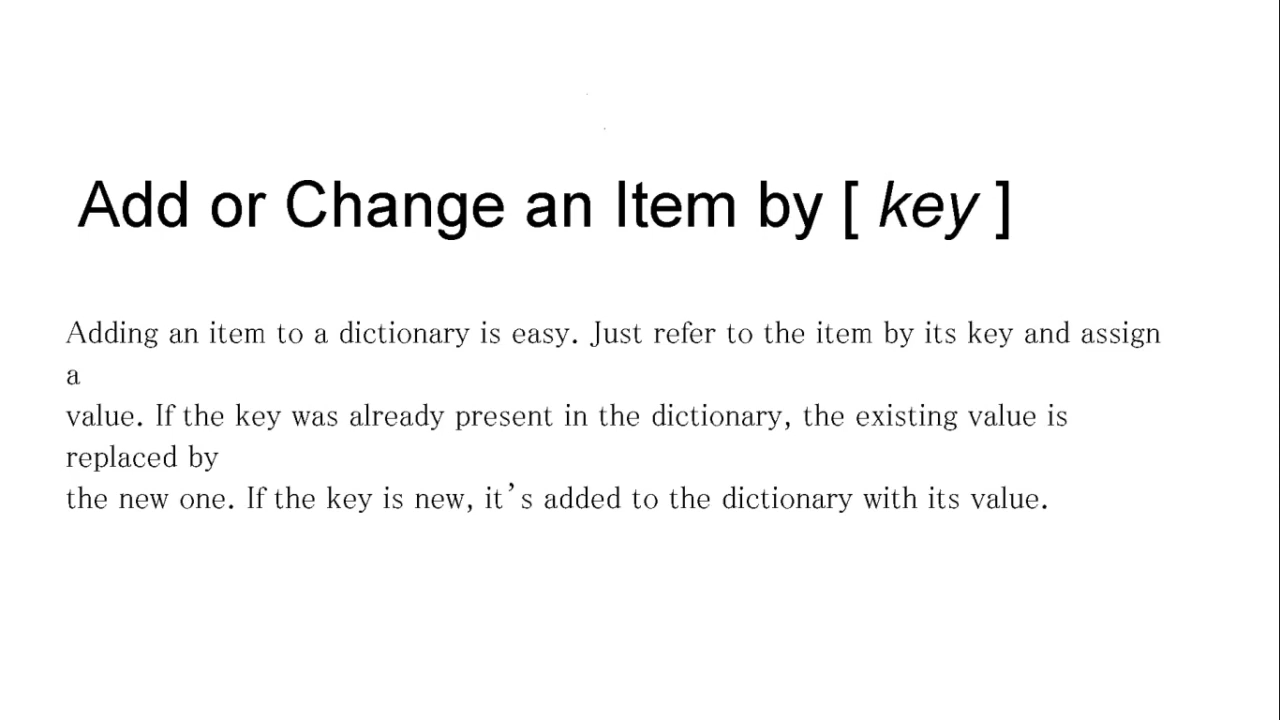 Add or Change an Item by [ key ]
Adding an item to a dictionary is easy. Just refer to the item by its key and assign
a
value. If the key was already present in the dictionary, the existing value is
replaced by
the new one. If the key is new, it’s added to the dictionary with its value.